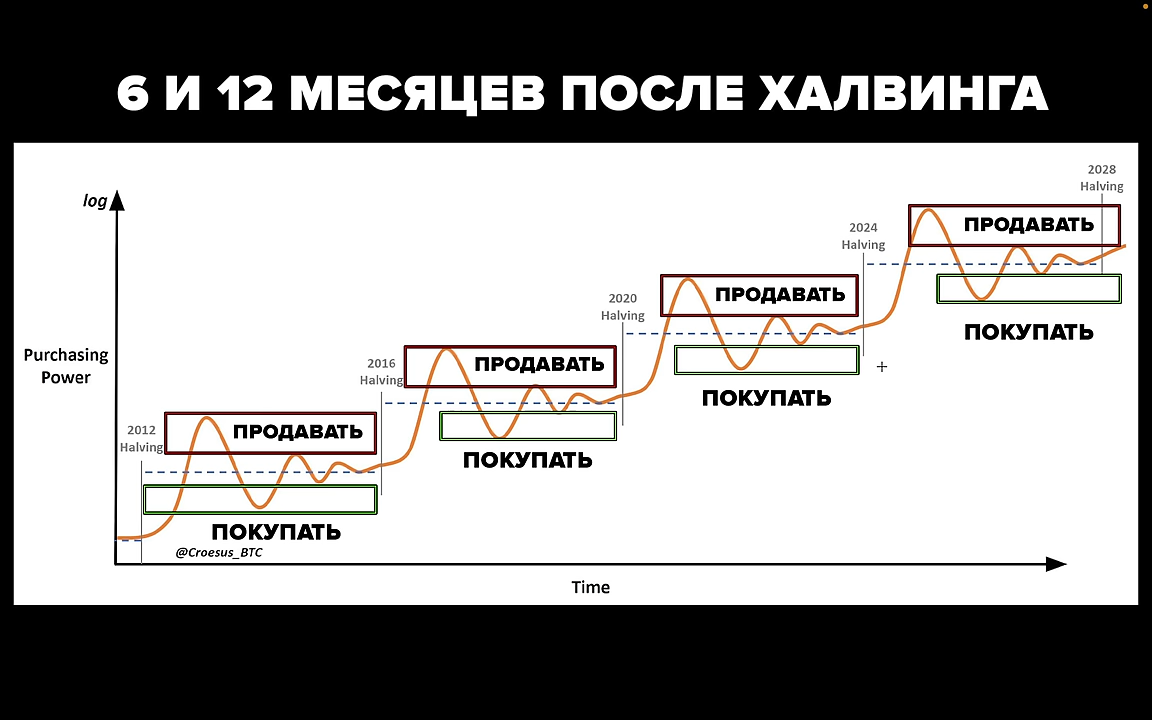 6 И 12 МЕСЯЦЕВ ПОСЛЕ ХАЛВИНГА
log
Purchasing
Power
2012
Halving
ПРОДАВАТЬ
ПОКУПАТЬ
@Croesus_BTC
2016
Halving
ПРОДАВАТЬ
ПОКУПАТЬ
2020
Halving
ПРОДАВАТЬ
ПОКУПАТЬ
2024
Halving
ПРОДАВАТЬ
ПОКУПАТЬ
2028
Halving
Time